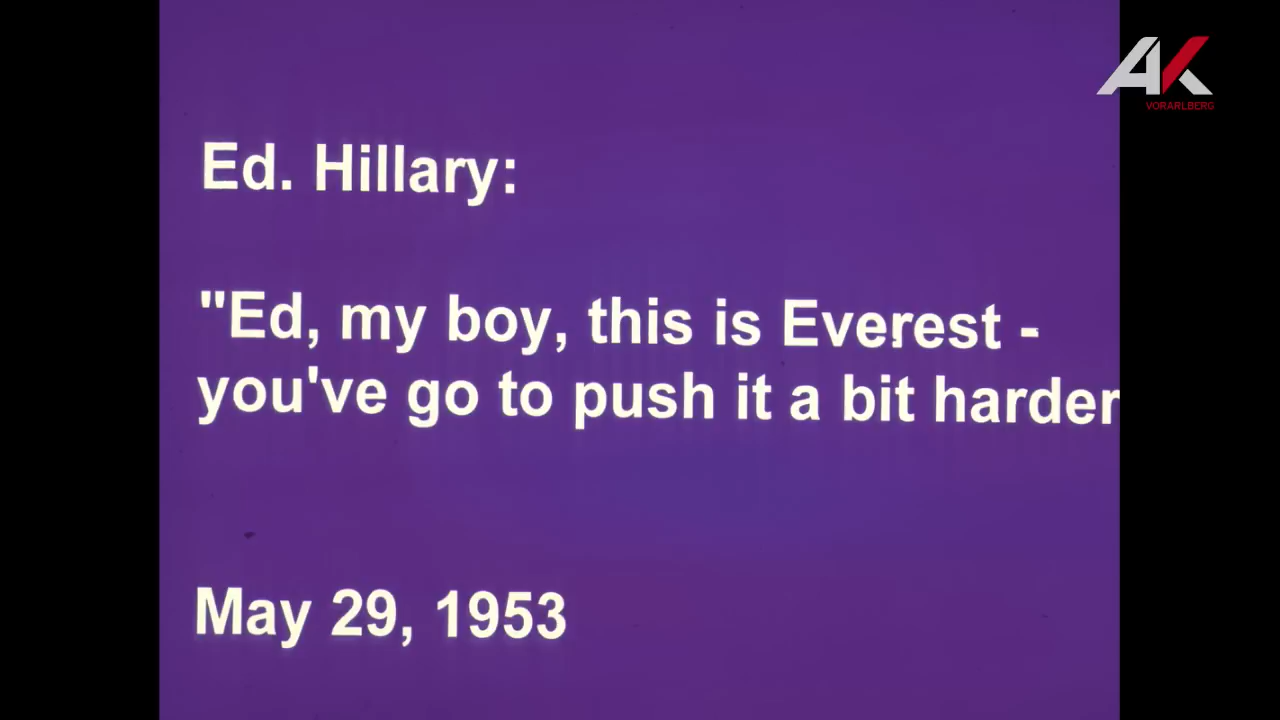 AK
VORARLBERG
Ed. Hillary:
"Ed, my boy, this is Everest -
you've go to push it a bit harder
May 29, 1953